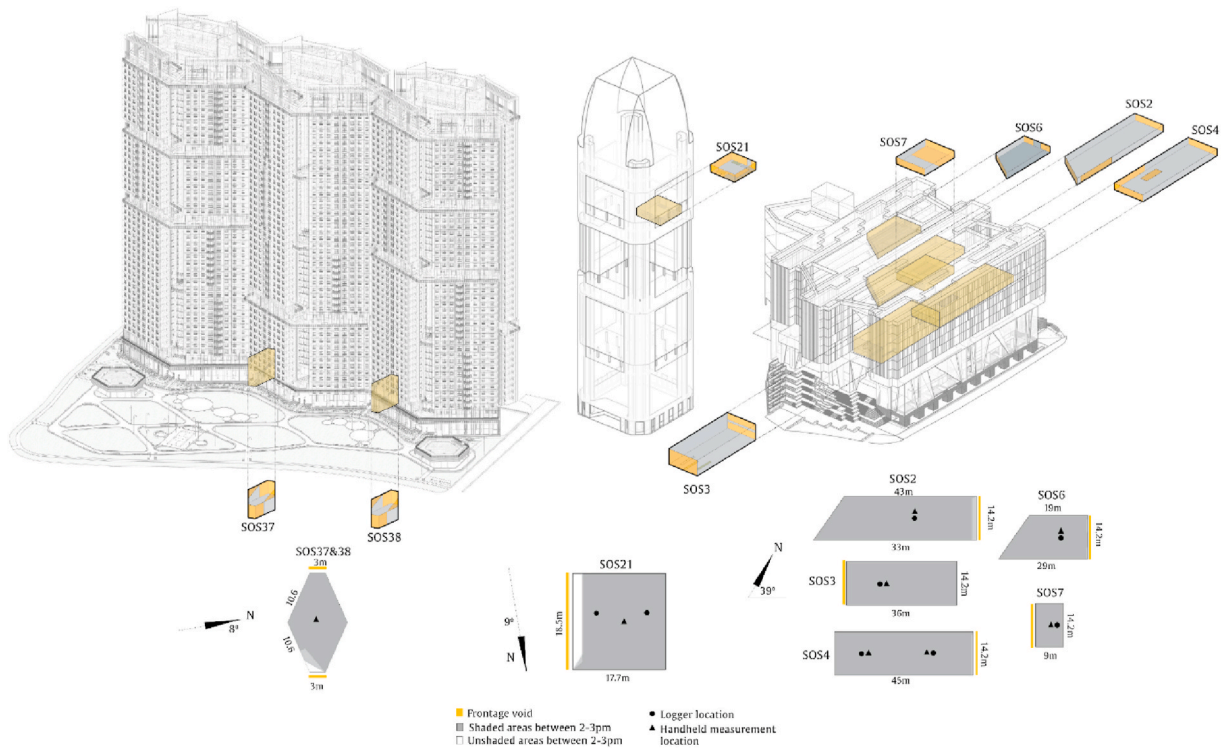 SOS2
SOS4
SOS6
SOS7
SOS21
SOS3
SOS37
SOS38
SOS37&38
3m
10.6
10.6
3m
N
8°
SOS21
18.5m
17.7m
9°
N
N
39°
SOS2
43m
14.2m
33m
SOS6
19m
14.2m
29m
SOS3
14.2m
36m
SOS7
14.2m
9m
SOS4
14.2m
45m
Frontage void
Shaded areas between 2-3pm
Unshaded areas between 2-3pm
Logger location
Handheld measurement
location